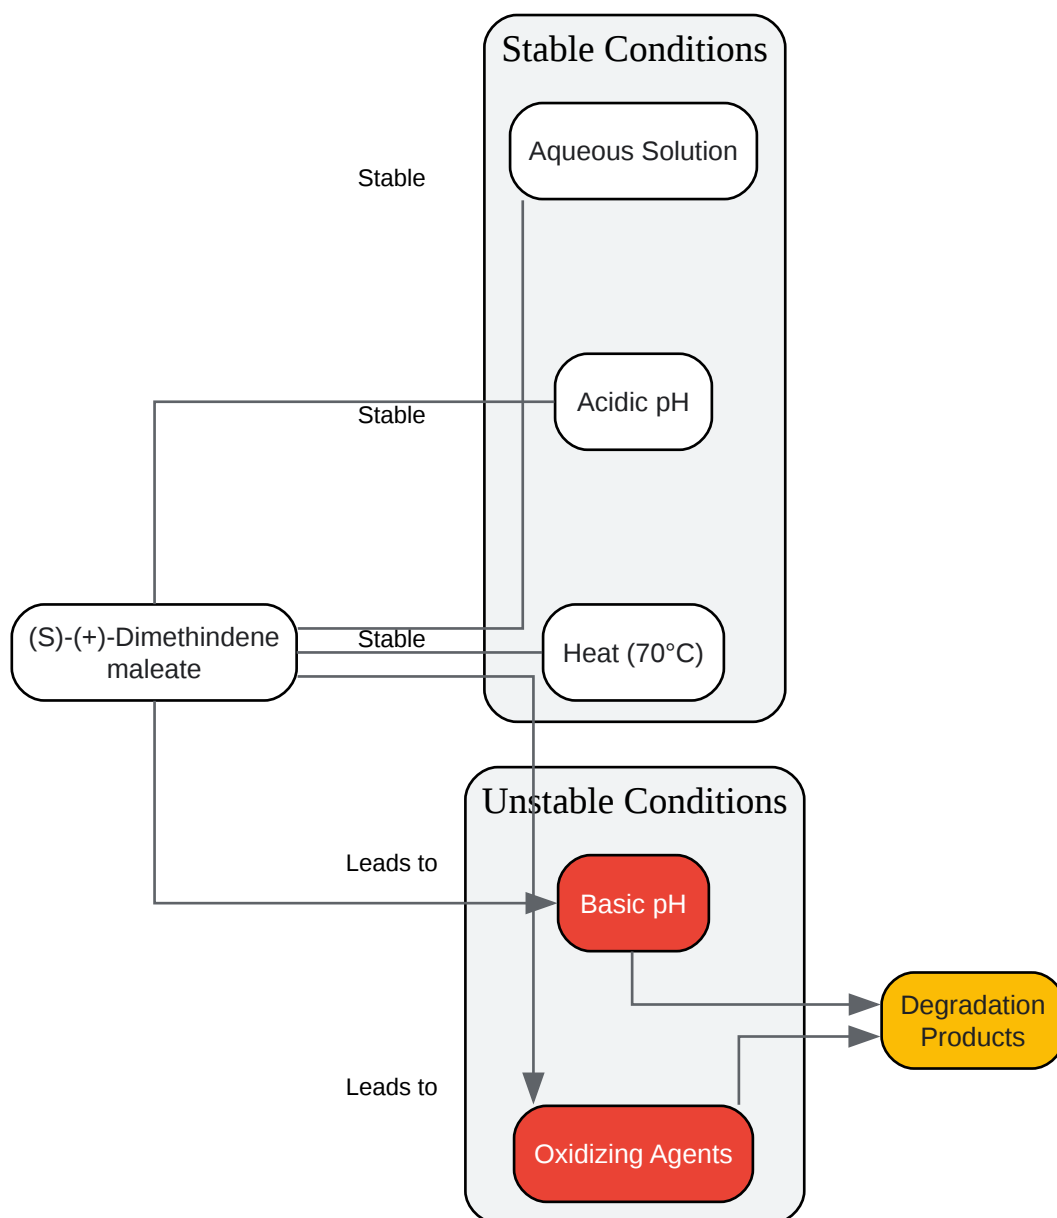 Stable Conditions
Aqueous Solution
Stable
Acidic pH
Stable
(S)-(+)-Dimethindene
maleate
Stable
Heat (70°C)
Unstable Conditions
Leads to
Basic pH
Degradation
Products
Leads to
Oxidizing Agents